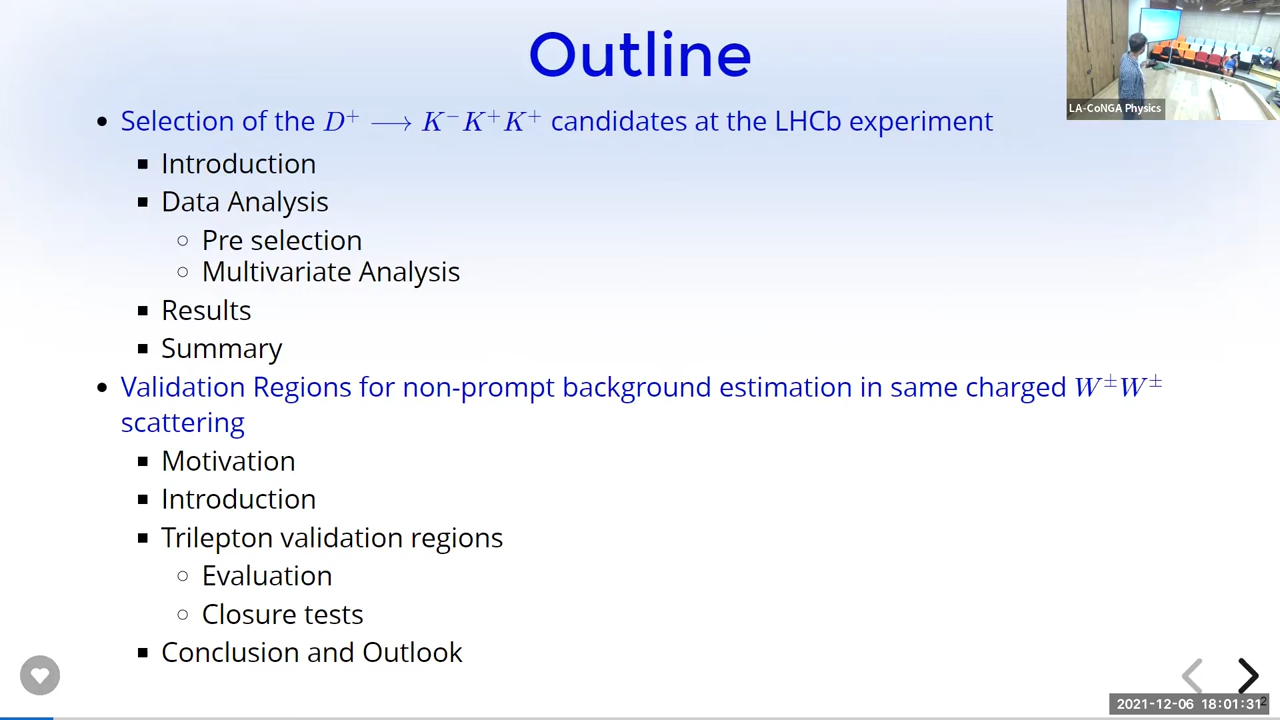 Outline
LA-CoNGA Physics
• Selection of the D⁺ ⟶ K⁻K⁺K⁺ candidates at the LHCb experiment
▪ Introduction
▪ Data Analysis
○ Pre selection
○ Multivariate Analysis
▪ Results
▪ Summary
• Validation Regions for non-prompt background estimation in same charged W±W±
scattering
▪ Motivation
▪ Introduction
▪ Trilepton validation regions
○ Evaluation
○ Closure tests
▪ Conclusion and Outlook
2021-12-06 18:01:31
2